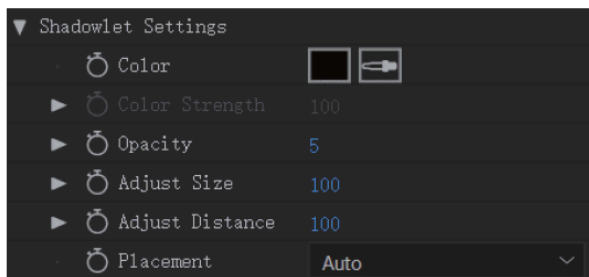 Shadowlet Settings
Color
Color Strength 100
Opacity 5
Adjust Size 100
Adjust Distance 100
Placement Auto